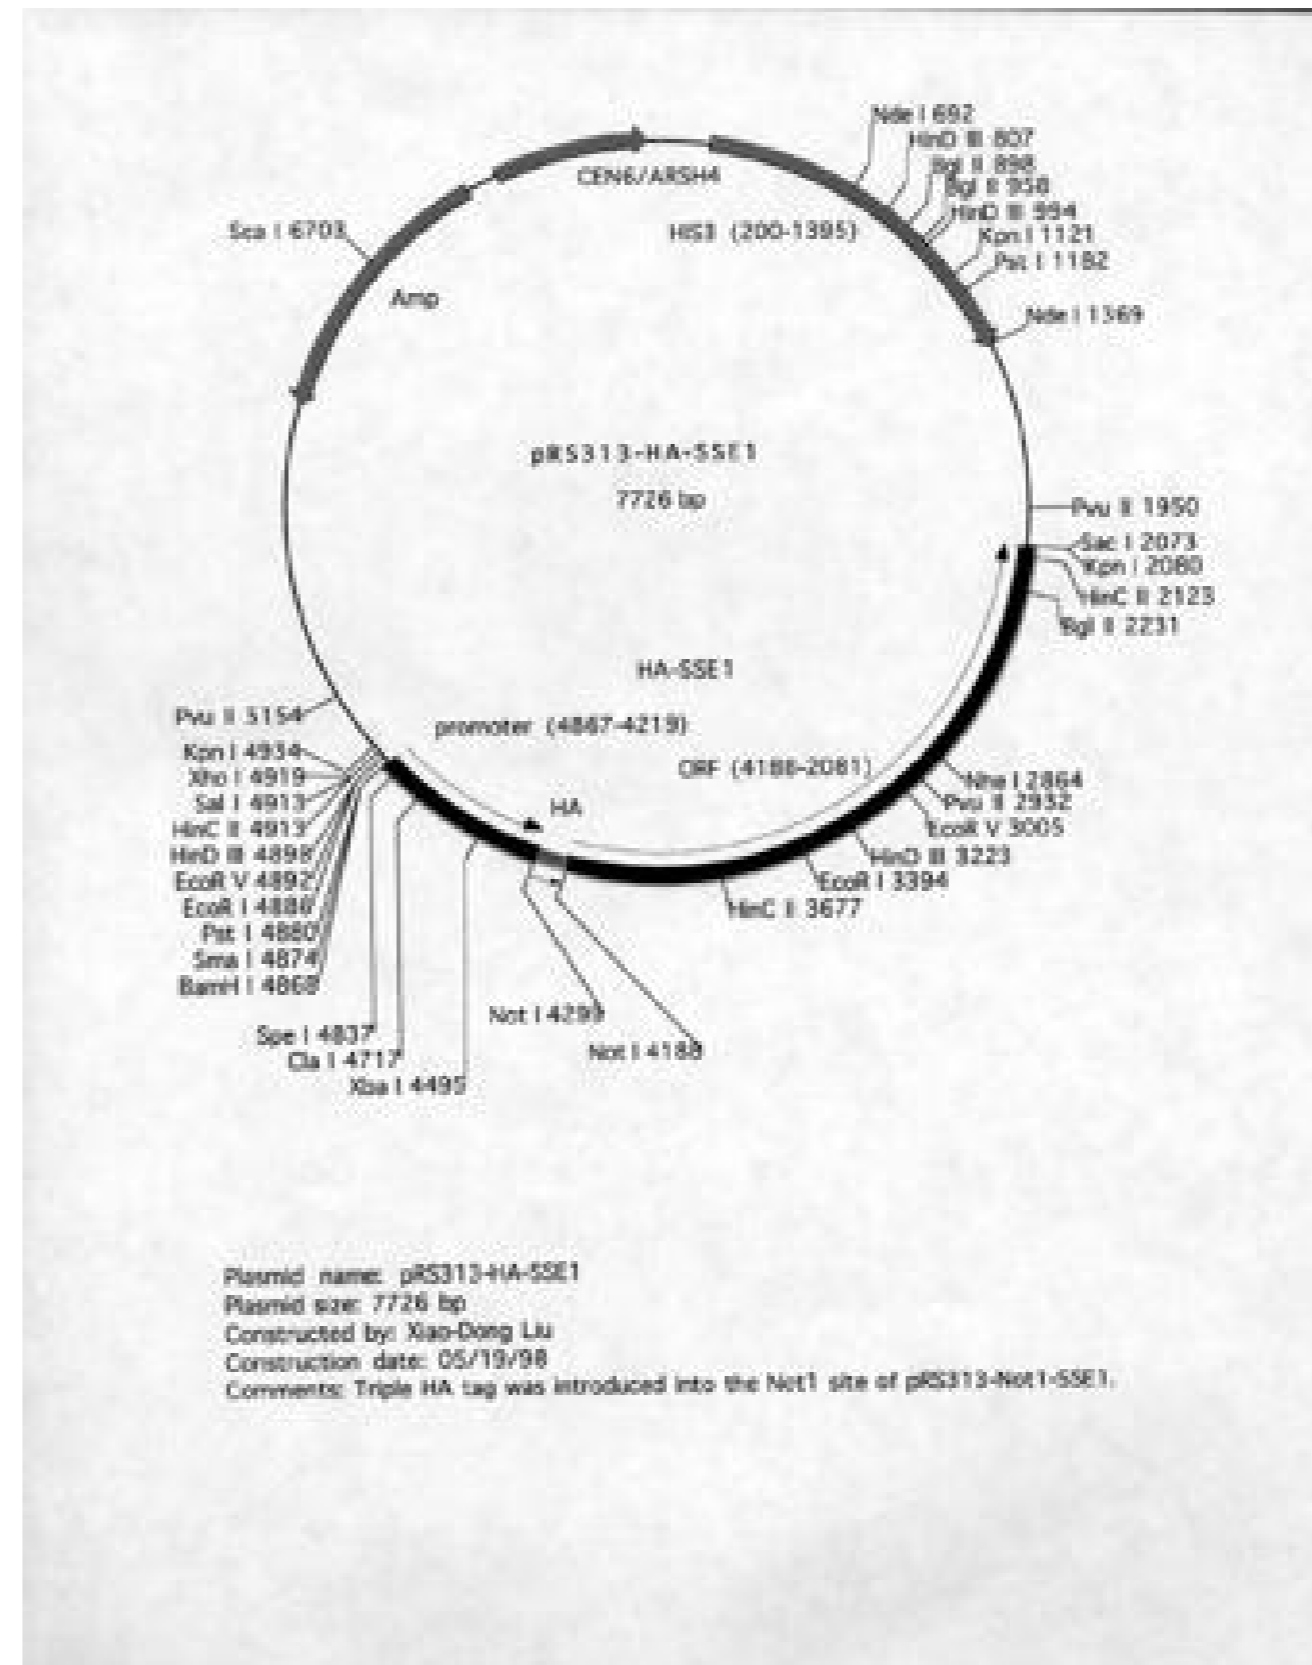 Nde I 692
HinD III 807
Bgl II 898
Bgl II 958
HinD III 994
Kpn I 1121
Pst I 1182
Nde I 1369
CEN6/ARSH4
HIS3 (200-1395)
Sca I 6703
Amp
pRS313-HA-SSE1
7726 bp
Pvu II 1950
Sac I 2073
Kpn I 2080
HinC II 2123
Bgl II 2231
HA-SSE1
promoter (4867-4219)
ORF (4188-2081)
HA
Pvu II 5154
Kpn I 4934
Xho I 4919
Sal I 4913
HinC II 4913
HinD III 4898
EcoR V 4892
EcoR I 4886
Pst I 4880
Sma I 4874
BamH I 4868
Nhe I 2864
Pvu II 2932
EcoR V 3005
HinD III 3223
EcoR I 3394
HinC II 3677
Spe I 4837
Cla I 4717
Xba I 4495
Not I 4299
Not I 4188
Plasmid name: pRS313-HA-SSE1
Plasmid size: 7726 bp
Constructed by: Xiao-Dong Liu
Construction date: 05/19/98
Comments: Triple HA tag was introduced into the Not1 site of pRS313-Not1-SSE1.